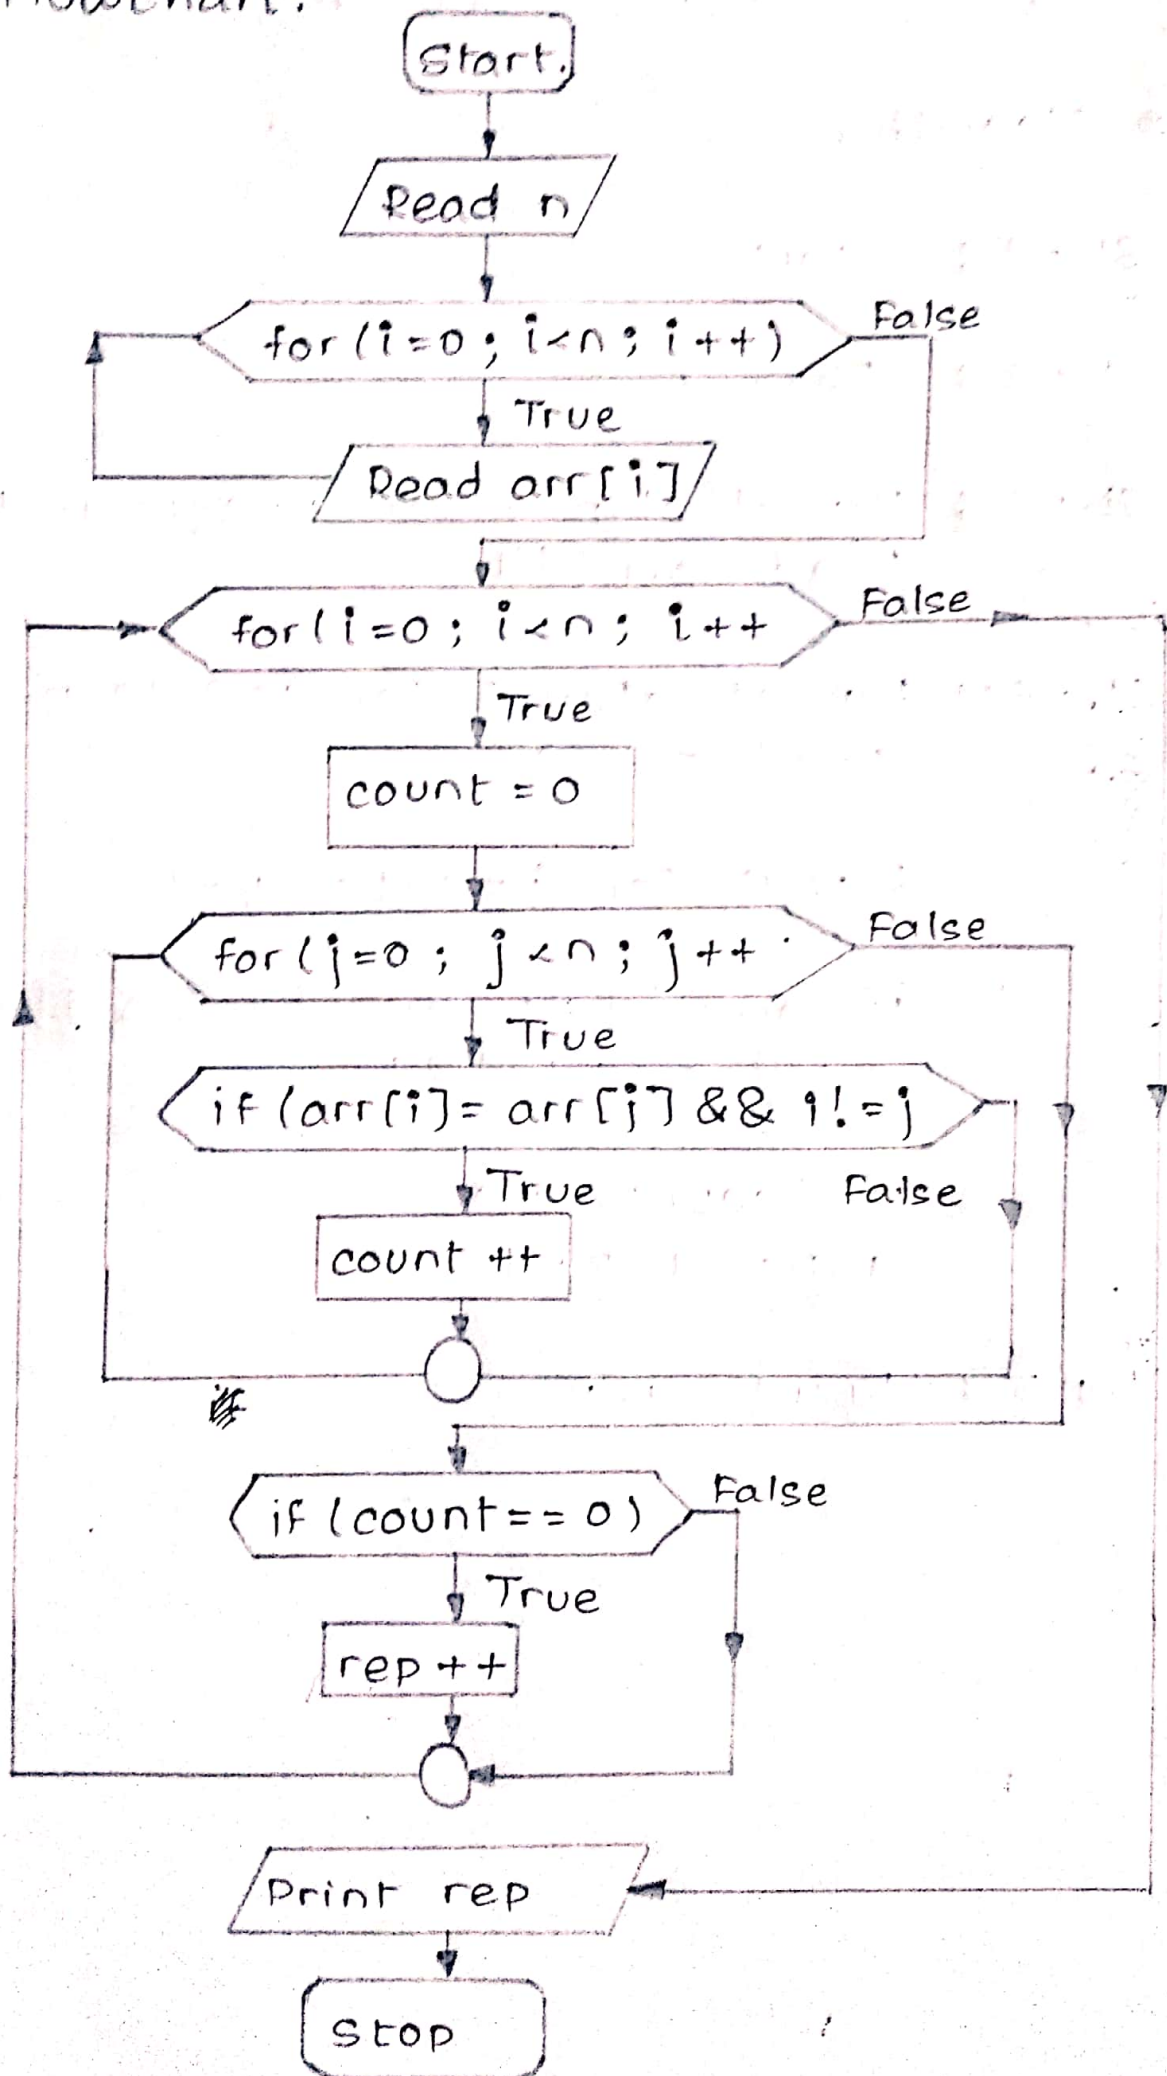 Flowchart:
Start.
Read n
for (i=0 ; i<n ; i++)
False
True
Read arr[i]
for(i=0 ; i<n ; i++
False
True
count = 0
for (j=0 ; j<n ; j++
False
True
if (arr[i]= arr[j] && i!=j
True
False
count ++
if (count==0)
False
True
rep++
Print rep
Stop